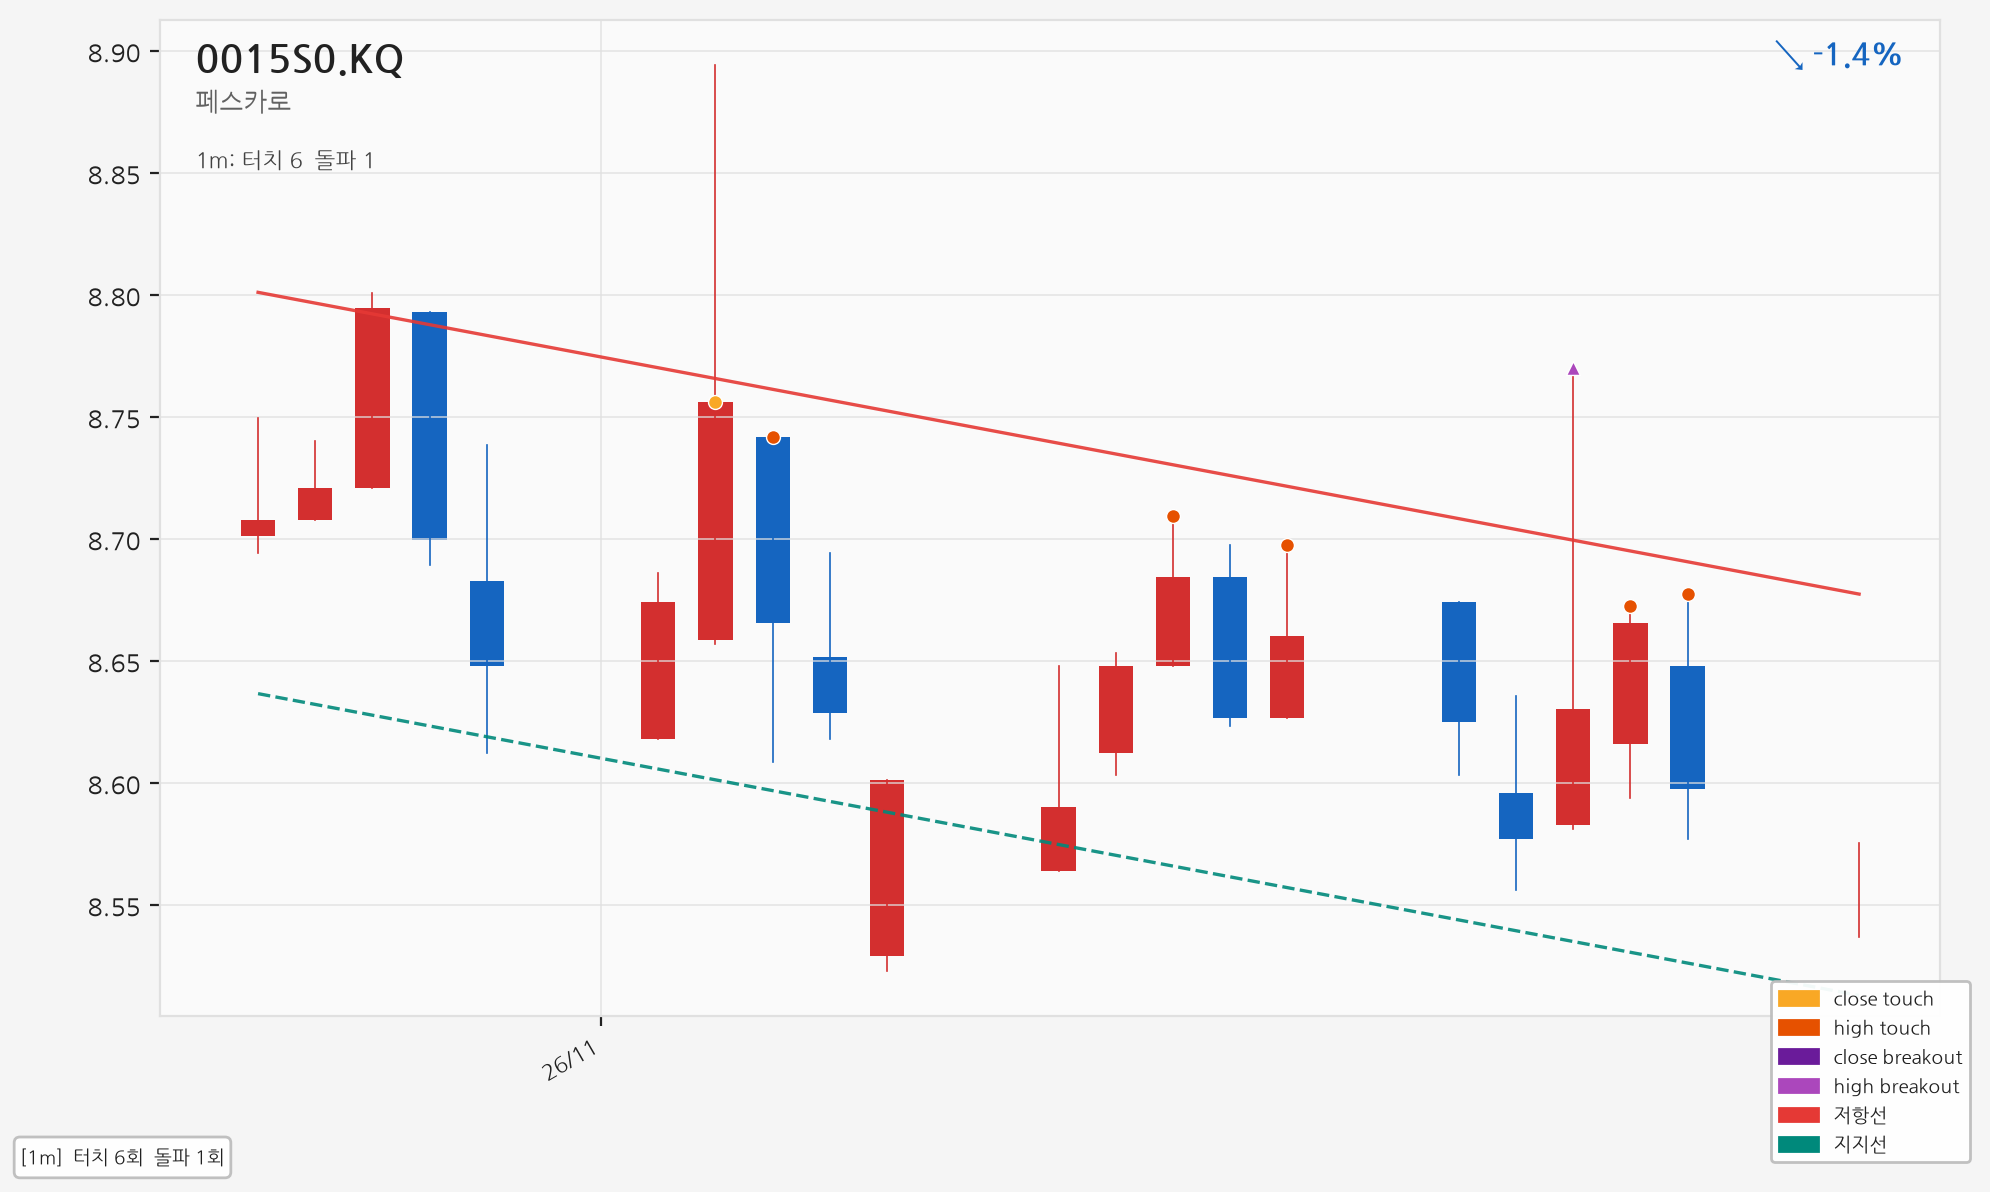 0015S0.KQ
페스카로
1m: 터치 6 돌파 1
-1.4%
8.90
8.85
8.80
8.75
8.70
8.65
8.60
8.55
26/11
close touch
high touch
close breakout
high breakout
저항선
지지선
[1m] 터치 6회 돌파 1회